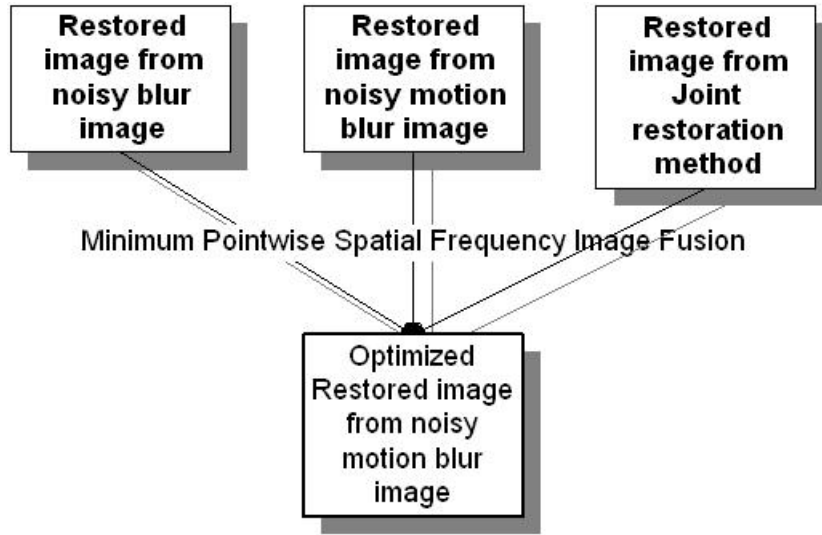 Restored
image from
noisy blur
image
Restored
image from
noisy motion
blur image
Restored
image from
Joint
restoration
method
Minimum Pointwise Spatial Frequency Image Fusion
Optimized
Restored image
from noisy
motion blur
image